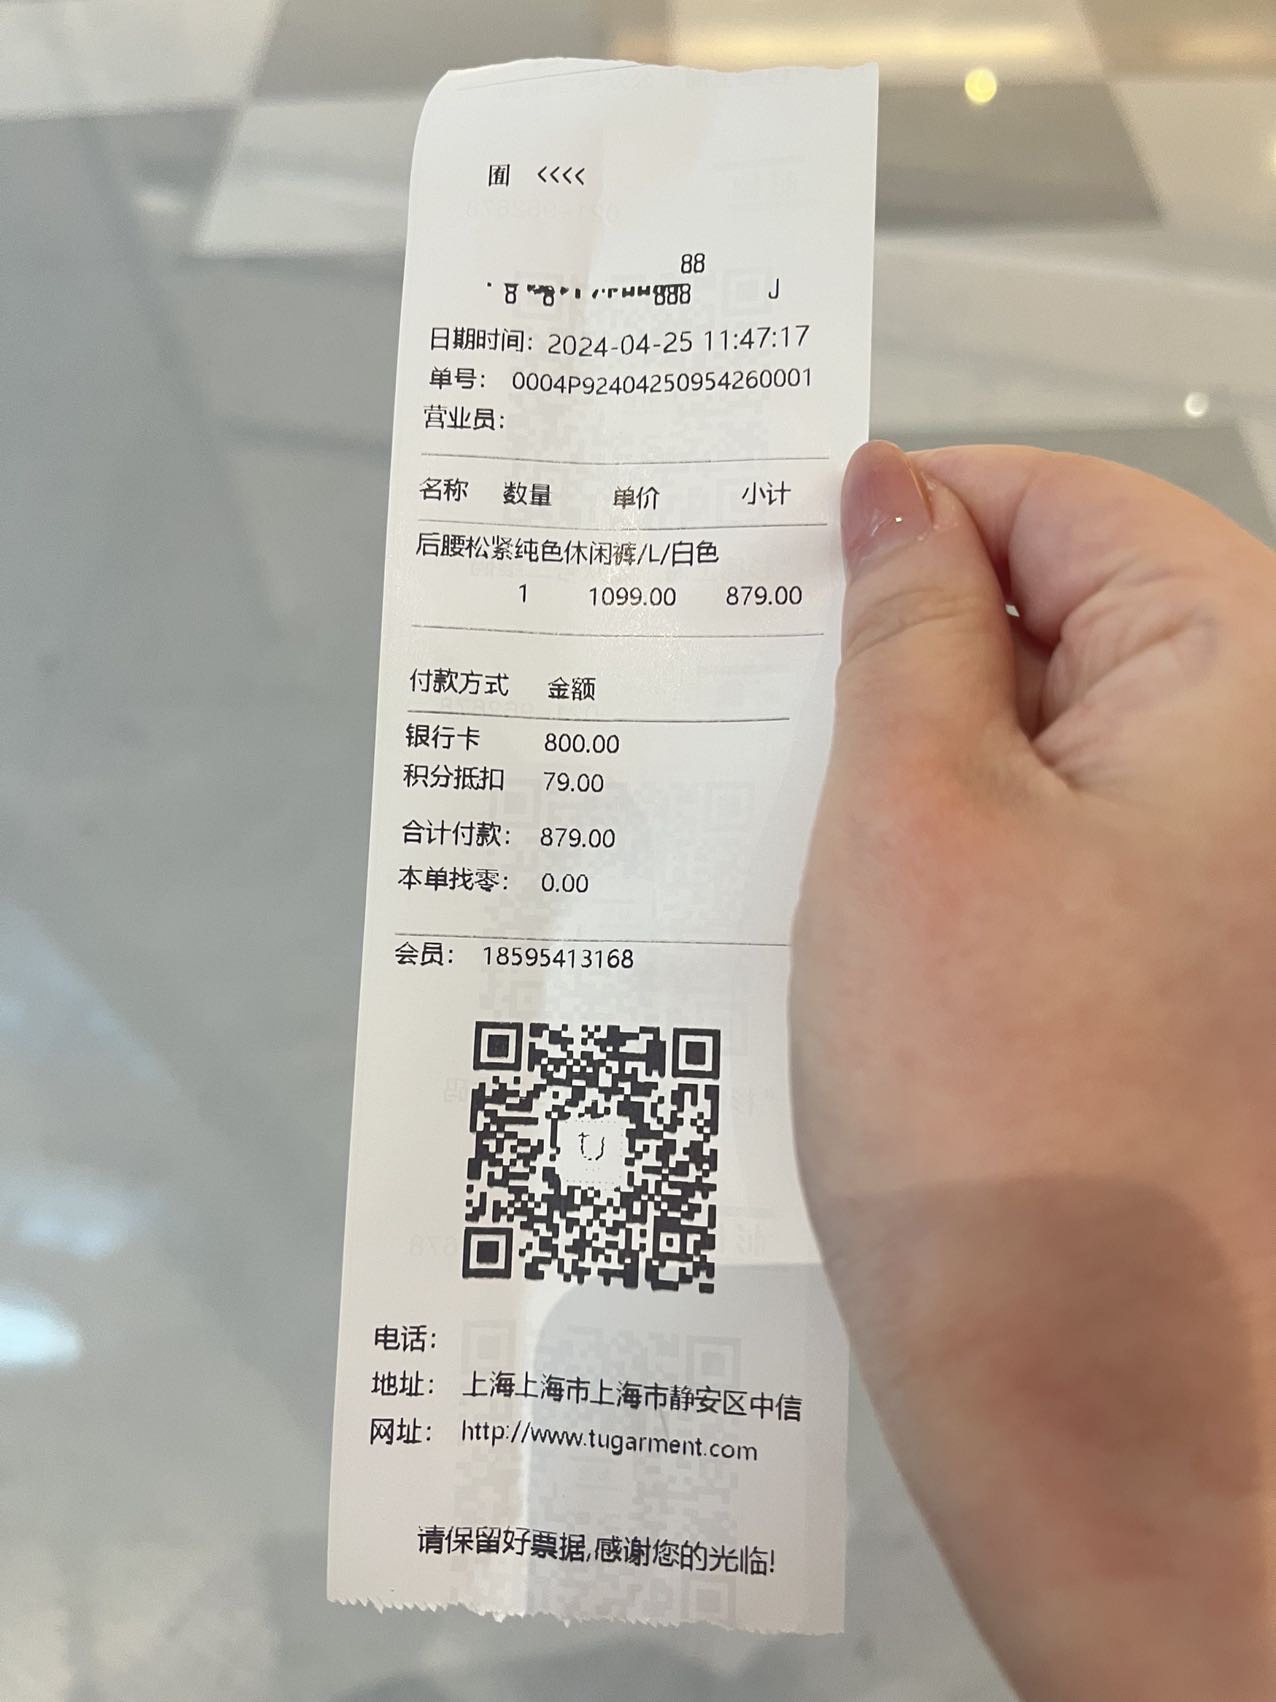 囿 <<<<
88
888 J
日期时间: 2024-04-25 11:47:17
单号: 0004P92404250954260001
营业员:
名称 数量 单价 小计
后腰松紧纯色休闲裤/L/白色
1 1099.00 879.00
付款方式 金额
银行卡 800.00
积分抵扣 79.00
合计付款: 879.00
本单找零: 0.00
会员: 18595413168
电话:
地址: 上海上海市上海市静安区中信
网址: http://www.tugarment.com
请保留好票据,感谢您的光临!